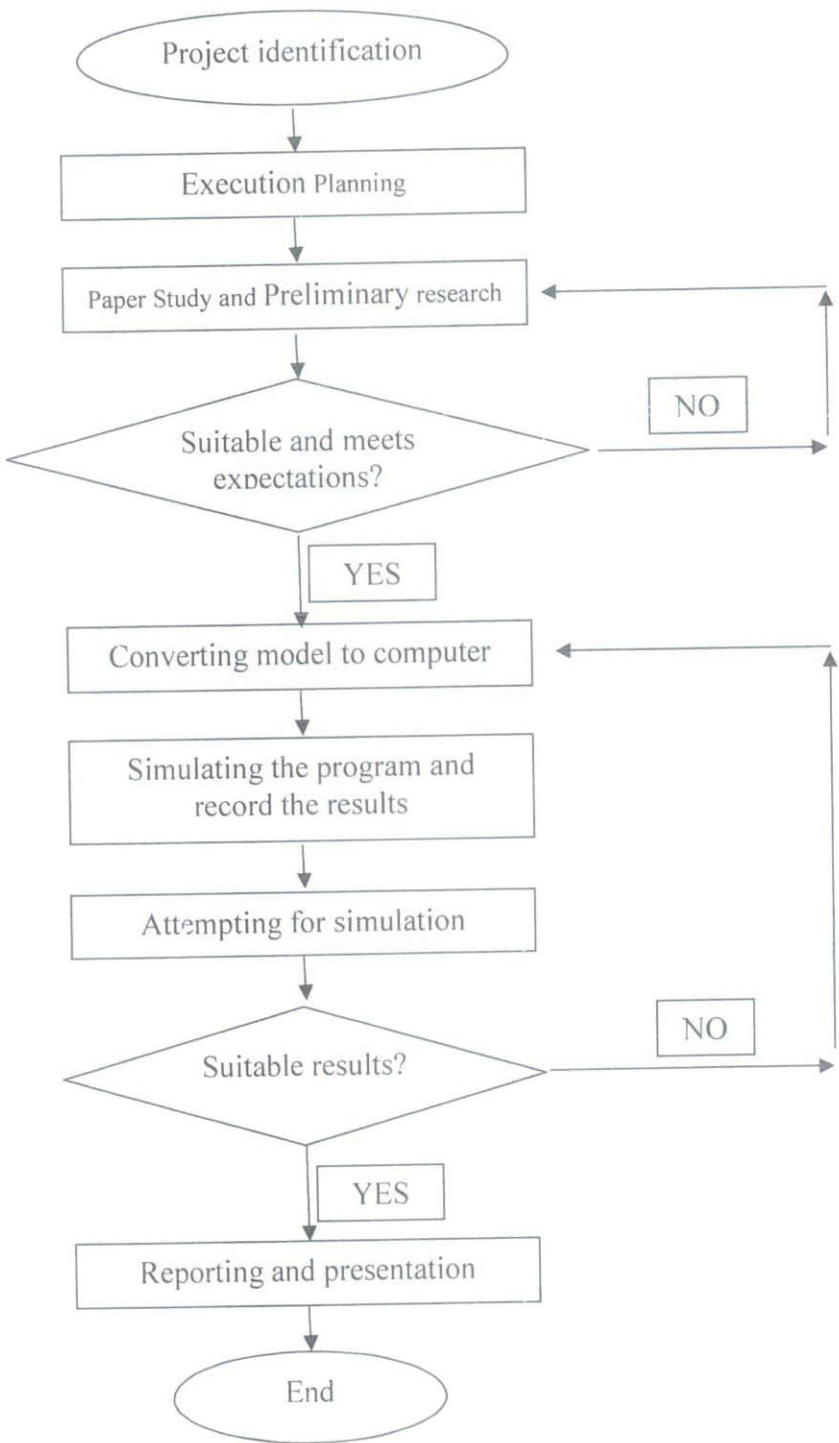 Project identification
Execution Planning
Paper Study and Preliminary research
NO
Suitable and meets
expectations?
YES
Converting model to computer
Simulating the program and
record the results
Attempting for simulation
NO
Suitable results?
YES
Reporting and presentation
End